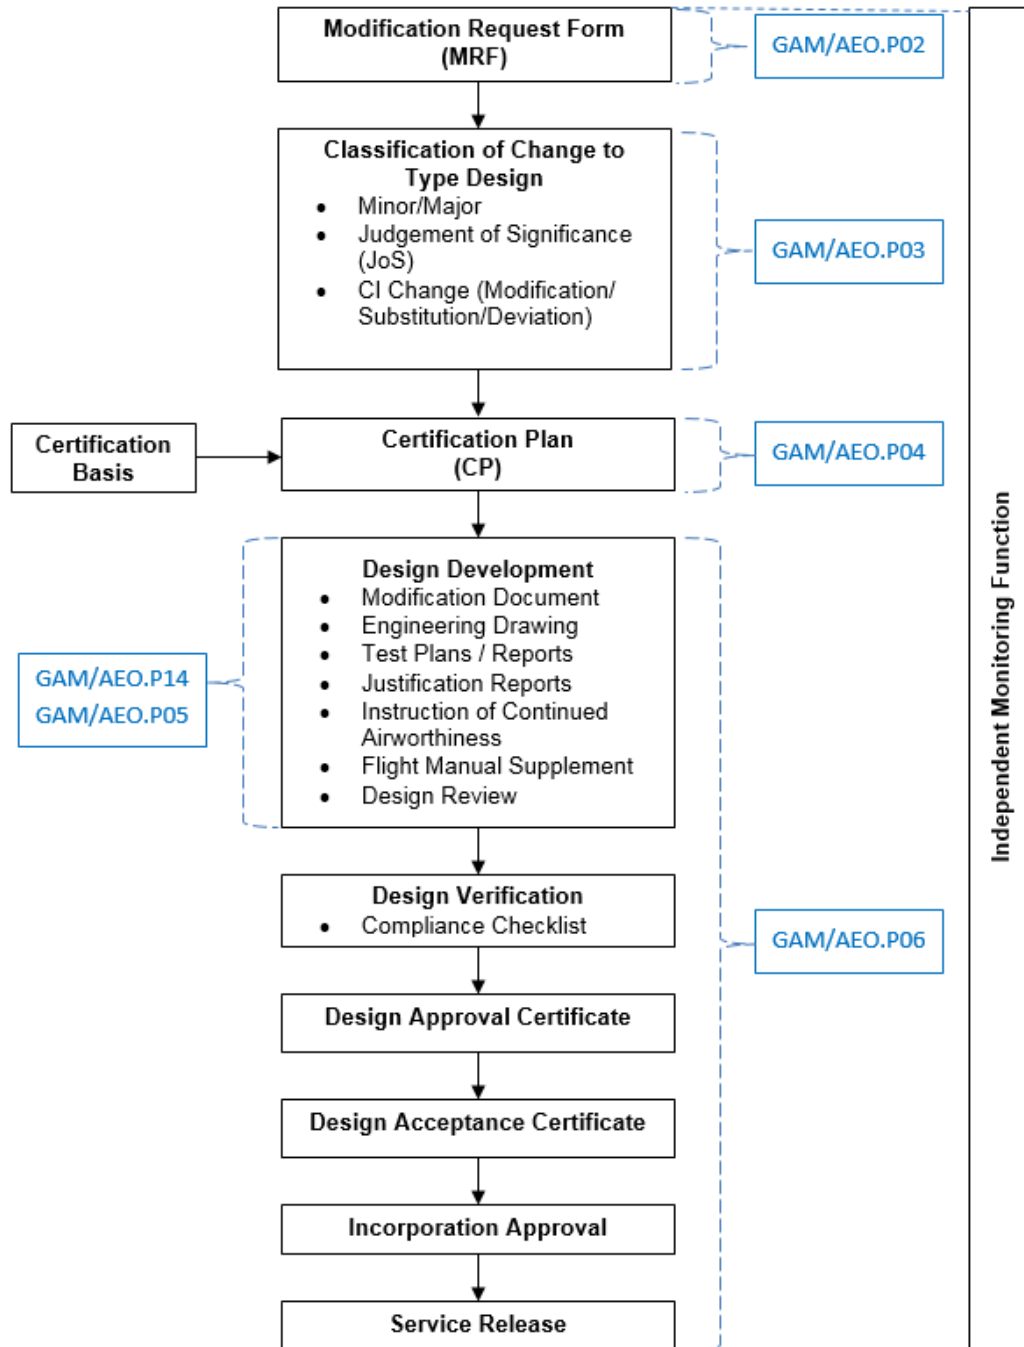 Modification Request Form
(MRF)
GAM/AEO.P02
Classification of Change to
Type Design
• Minor/Major
• Judgement of Significance
(JoS)
• CI Change (Modification/
Substitution/Deviation)
GAM/AEO.P03
Certification
Basis
Certification Plan
(CP)
GAM/AEO.P04
Design Development
• Modification Document
• Engineering Drawing
• Test Plans / Reports
• Justification Reports
• Instruction of Continued
Airworthiness
• Flight Manual Supplement
• Design Review
GAM/AEO.P14
GAM/AEO.P05
Design Verification
• Compliance Checklist
GAM/AEO.P06
Design Approval Certificate
Design Acceptance Certificate
Incorporation Approval
Service Release
Independent Monitoring Function